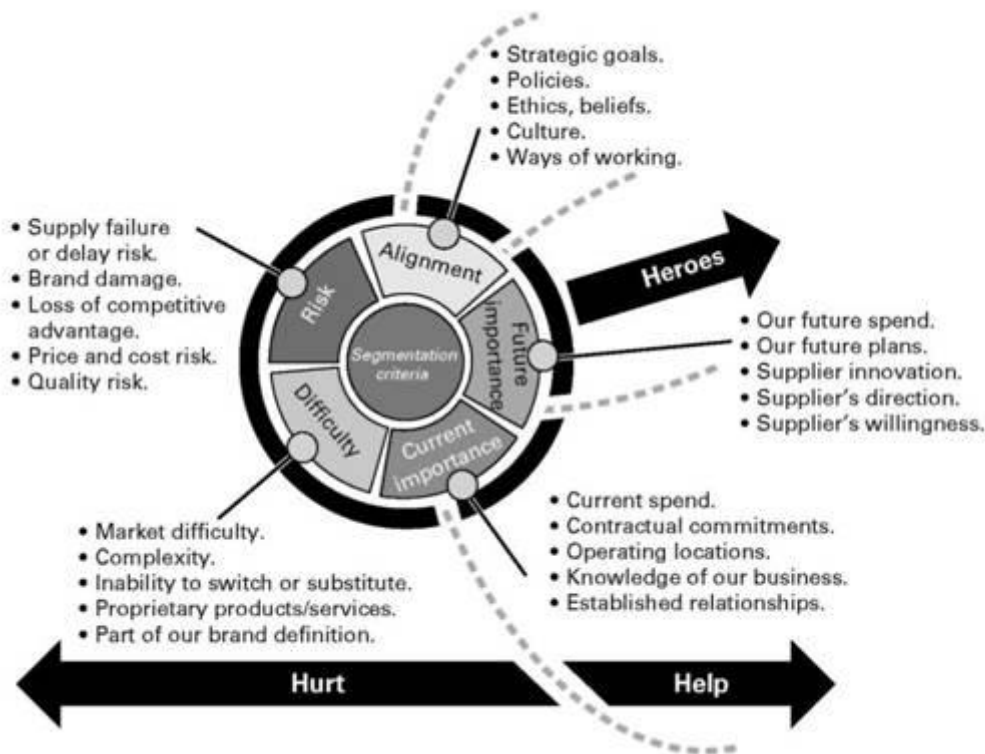 • Strategic goals.
• Policies.
• Ethics, beliefs.
• Culture.
• Ways of working.
• Supply failure
or delay risk.
• Brand damage.
• Loss of competitive
advantage.
• Price and cost risk.
• Quality risk.
Alignment
Risk
Future
importance
Segmentation
criteria
Difficulty
Current
importance
Heroes
• Our future spend.
• Our future plans.
• Supplier innovation.
• Supplier's direction.
• Supplier's willingness.
• Market difficulty.
• Complexity.
• Inability to switch or substitute.
• Proprietary products/services.
• Part of our brand definition.
• Current spend.
• Contractual commitments.
• Operating locations.
• Knowledge of our business.
• Established relationships.
Hurt
Help